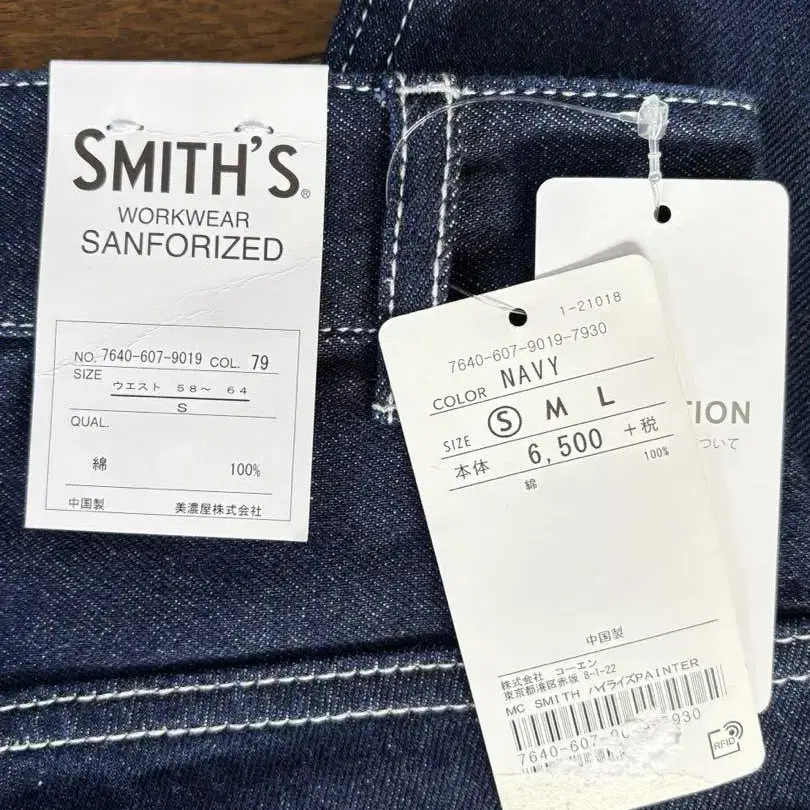 SMITH'S®
WORKWEAR
SANFORIZED
NO. 7640-607-9019 COL. 79
SIZE
ウエスト 58～ 64
S
QUAL.
綿 100%
中国製 美濃屋株式会社
1-21018
7640-607-9019-7930
COLOR NAVY
SIZE S M L
本体 6,500 +税
綿 100%
中国製
株式会社 コーエン
東京都港区赤坂 8-1-22
MC SMITH ハイライズPAINTER
7640-607-90 7930
RFID
TION
ついて